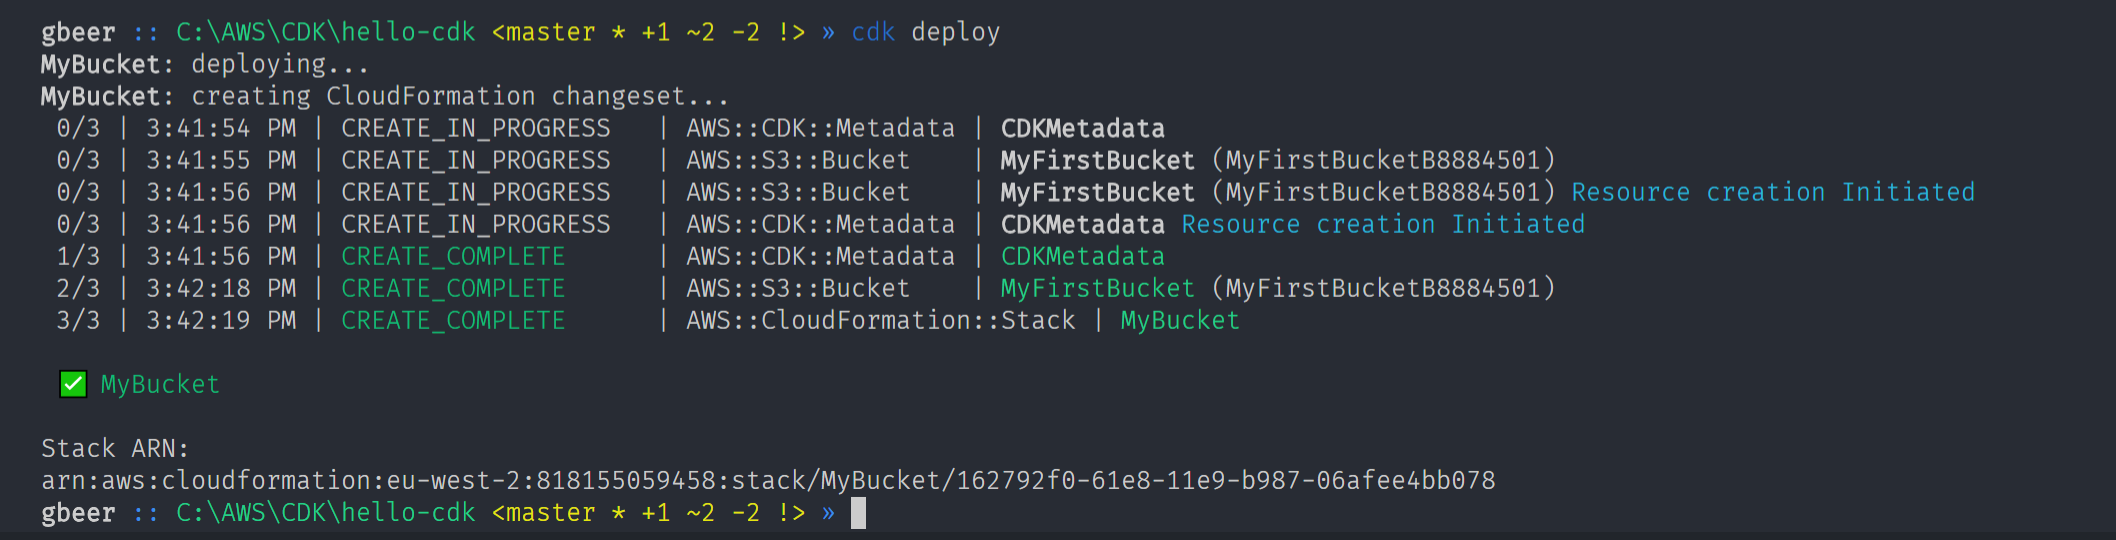 gbeer :: C:\AWS\CDK\hello-cdk <master * +1 ~2 -2 !> » cdk deploy
MyBucket: deploying...
MyBucket: creating CloudFormation changeset...
0/3 | 3:41:54 PM | CREATE_IN_PROGRESS | AWS::CDK::Metadata | CDKMetadata
0/3 | 3:41:55 PM | CREATE_IN_PROGRESS | AWS::S3::Bucket | MyFirstBucket (MyFirstBucketB8884501)
0/3 | 3:41:56 PM | CREATE_IN_PROGRESS | AWS::S3::Bucket | MyFirstBucket (MyFirstBucketB8884501) Resource creation Initiated
0/3 | 3:41:56 PM | CREATE_IN_PROGRESS | AWS::CDK::Metadata | CDKMetadata Resource creation Initiated
1/3 | 3:41:56 PM | CREATE_COMPLETE | AWS::CDK::Metadata | CDKMetadata
2/3 | 3:42:18 PM | CREATE_COMPLETE | AWS::S3::Bucket | MyFirstBucket (MyFirstBucketB8884501)
3/3 | 3:42:19 PM | CREATE_COMPLETE | AWS::CloudFormation::Stack | MyBucket
✅ MyBucket
Stack ARN:
arn:aws:cloudformation:eu-west-2:818155059458:stack/MyBucket/162792f0-61e8-11e9-b987-06afee4bb078
gbeer :: C:\AWS\CDK\hello-cdk <master * +1 ~2 -2 !> »